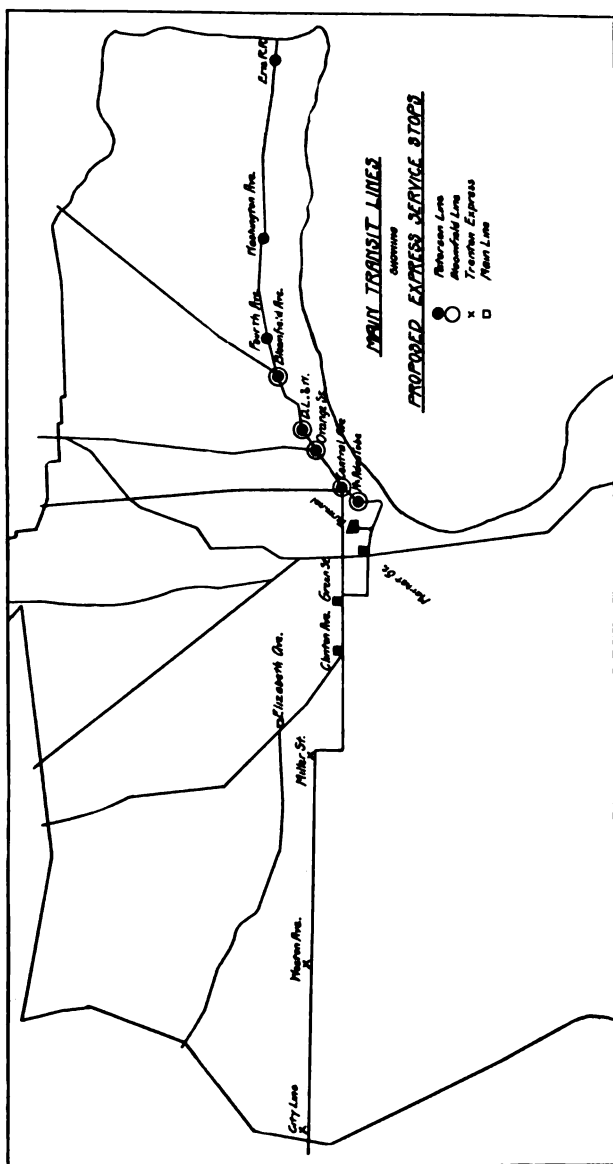 MAIN TRANSIT LINES
SHOWING
PROPOSED EXPRESS SERVICE STOPS
Paterson Line
Bloomfield Line
x Trenton Express
Main Line
Erie R.R.
Washington Ave.
Fourth Ave
Bloomfield Ave.
D.L. & W.
Orange St.
Central Ave
Pk.
Terminal
Market St.
Green St.
Clinton Ave.
Elizabeth Ave.
Miller St.
Weston Ave.
City Line